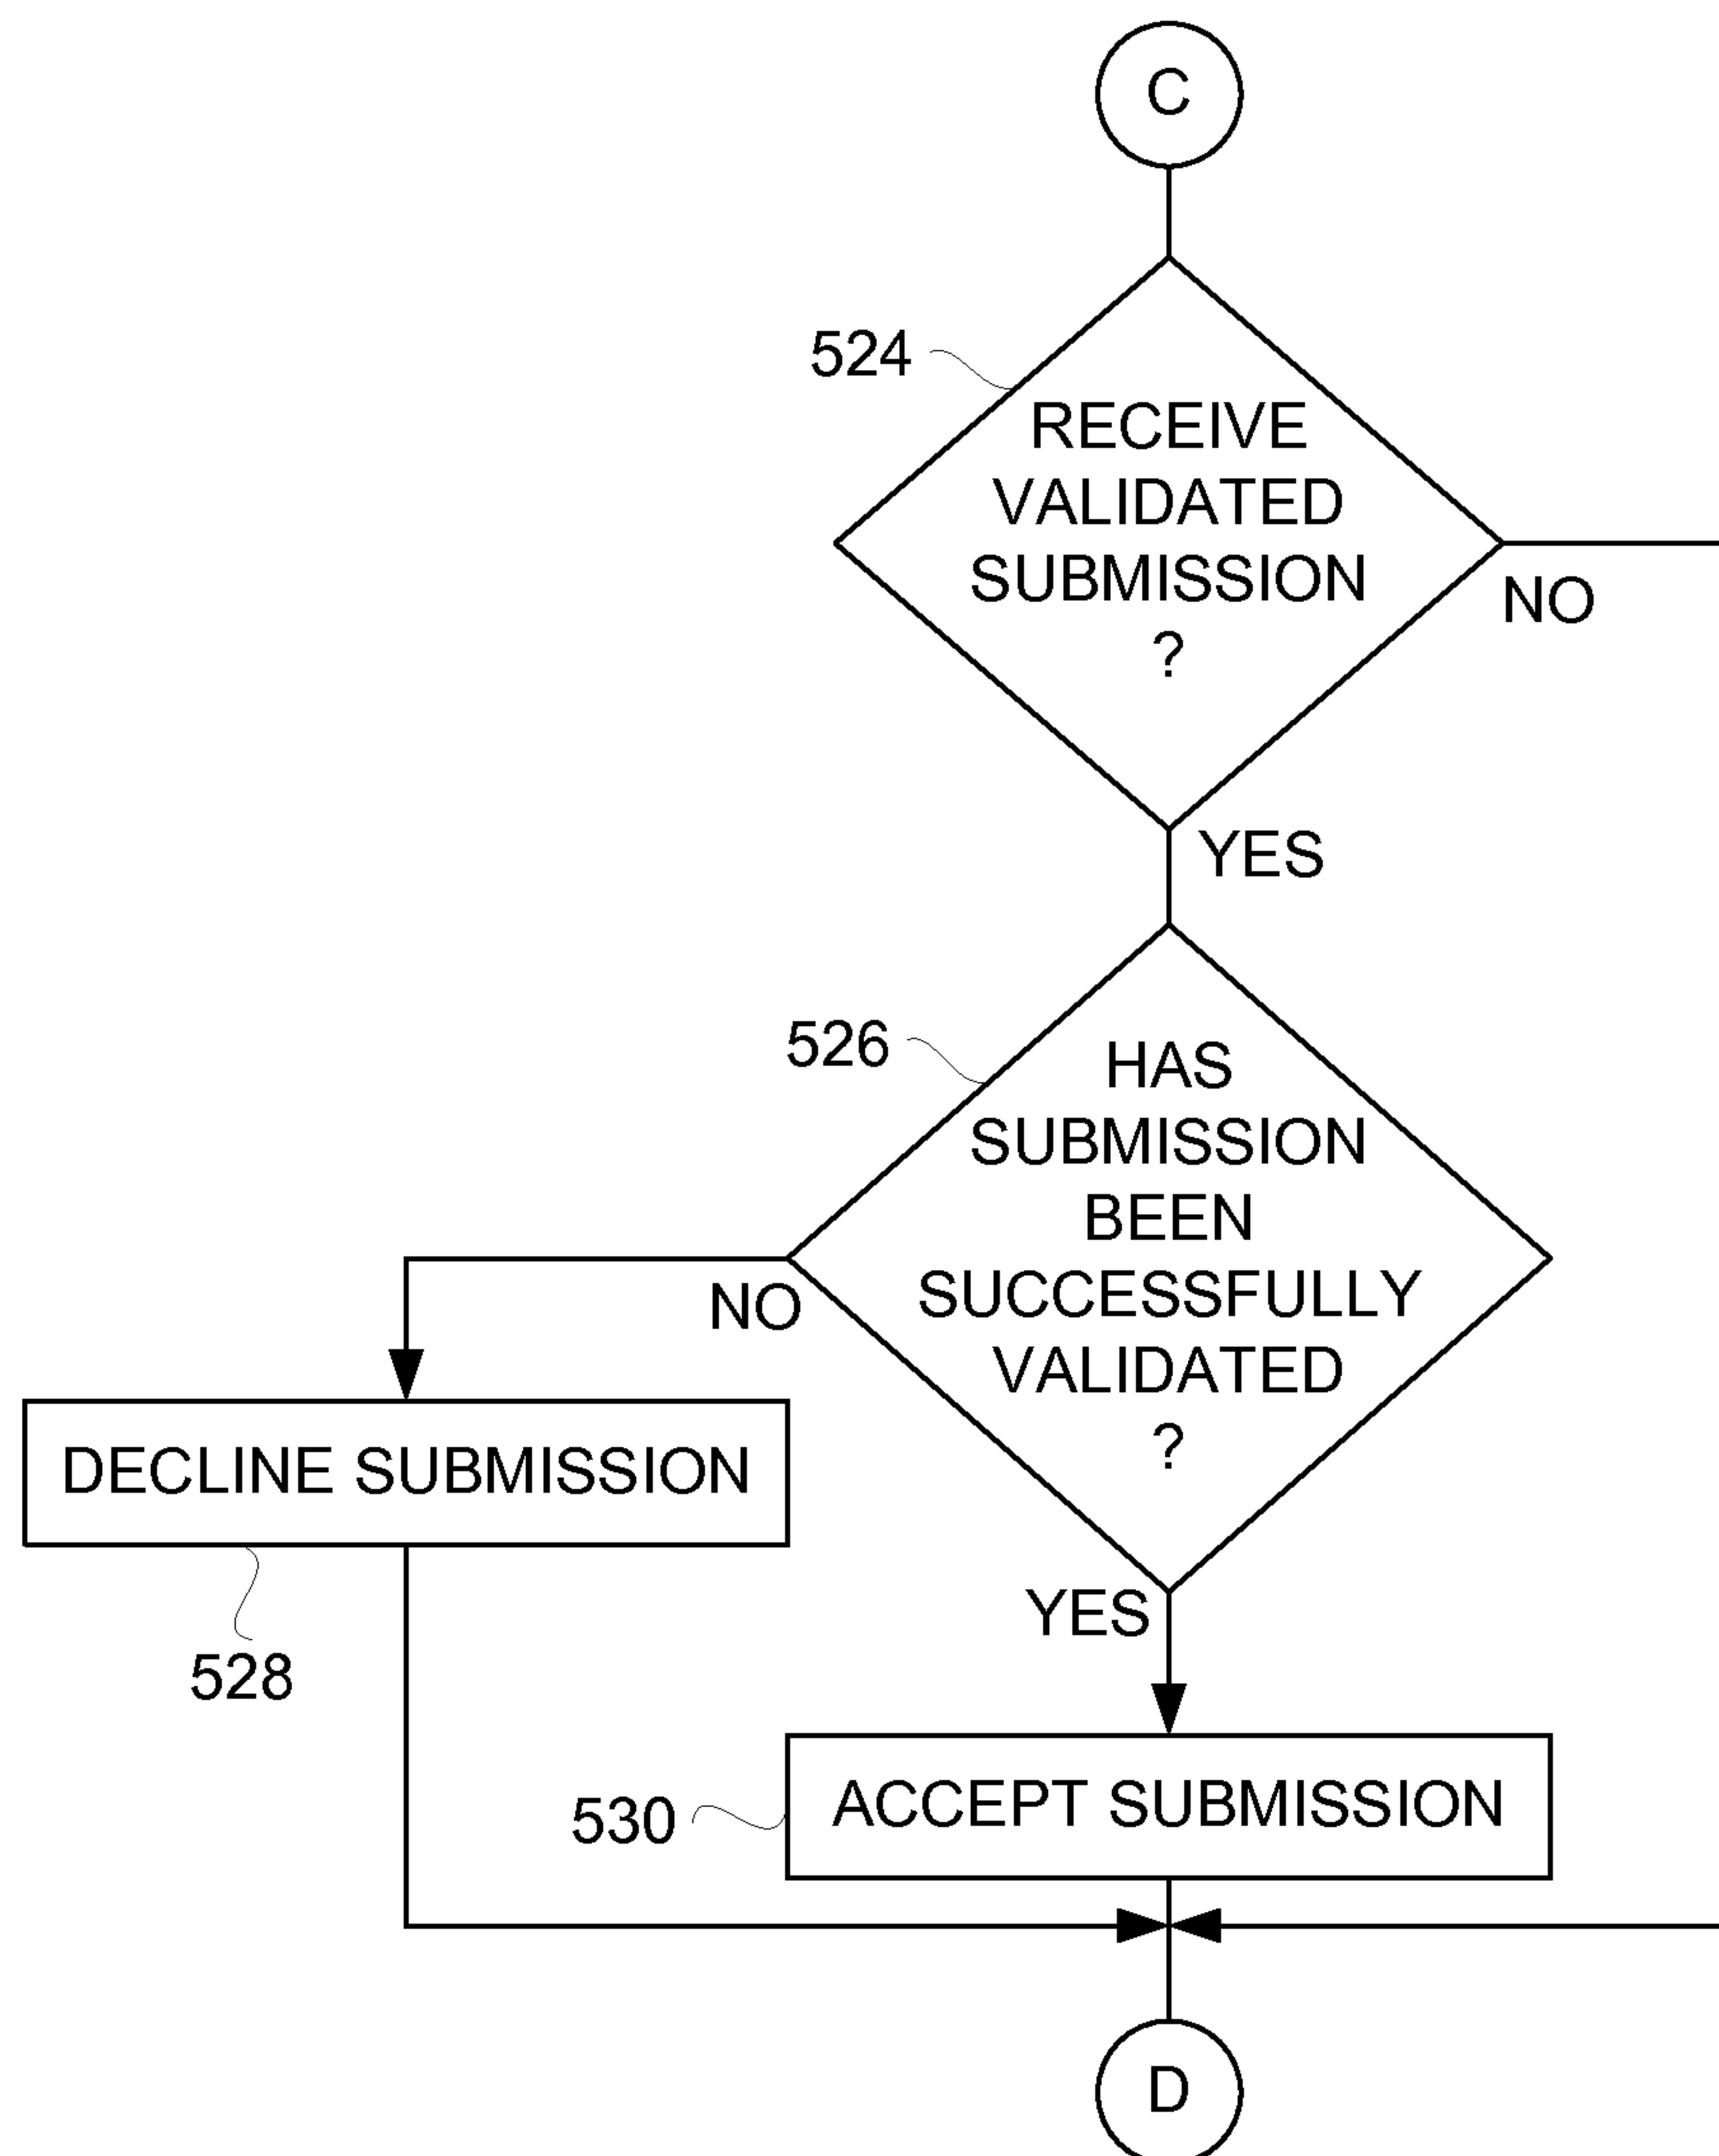 C
524
RECEIVE
VALIDATED
SUBMISSION
?
NO
YES
526
HAS
SUBMISSION
BEEN
SUCCESSFULLY
VALIDATED
?
NO
DECLINE SUBMISSION
528
YES
530
ACCEPT SUBMISSION
D